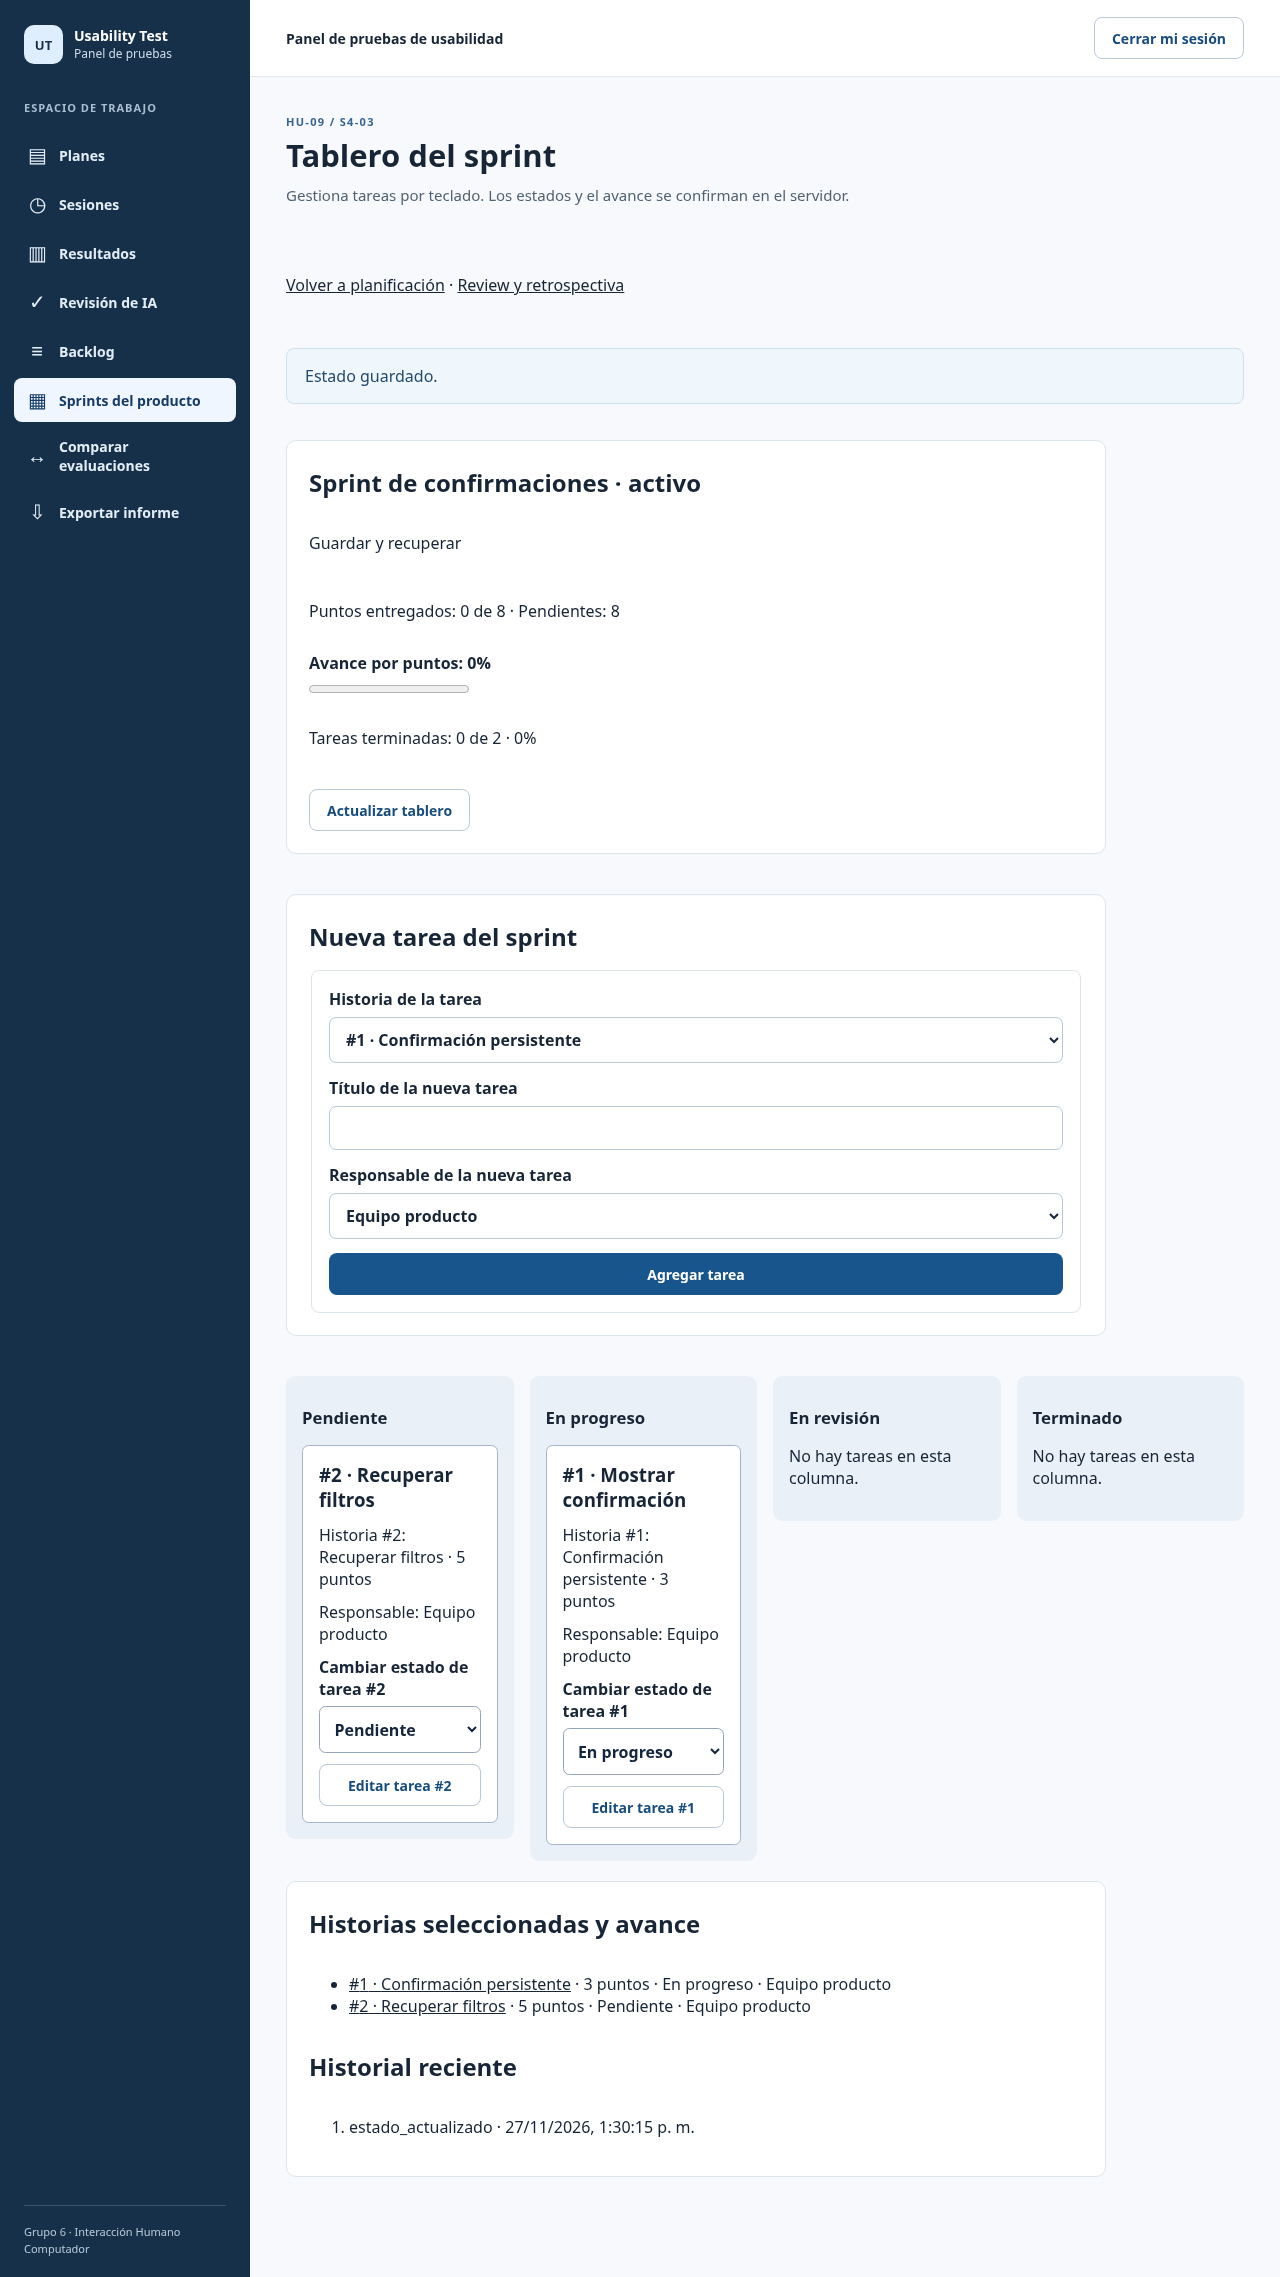 UT
Usability Test
Panel de pruebas
ESPACIO DE TRABAJO
Planes
Sesiones
Resultados
Revisión de IA
Backlog
Sprints del producto
Comparar
evaluaciones
Exportar informe
Grupo 6 · Interacción Humano
Computador
Panel de pruebas de usabilidad
Cerrar mi sesión
HU-09 / S4-03
Tablero del sprint
Gestiona tareas por teclado. Los estados y el avance se confirman en el servidor.
Volver a planificación · Review y retrospectiva
Estado guardado.
Sprint de confirmaciones · activo
Guardar y recuperar
Puntos entregados: 0 de 8 · Pendientes: 8
Avance por puntos: 0%
Tareas terminadas: 0 de 2 · 0%
Actualizar tablero
Nueva tarea del sprint
Historia de la tarea
#1 · Confirmación persistente
Título de la nueva tarea
Responsable de la nueva tarea
Equipo producto
Agregar tarea
Pendiente
#2 · Recuperar
filtros
Historia #2:
Recuperar filtros · 5
puntos
Responsable: Equipo
producto
Cambiar estado de
tarea #2
Pendiente
Editar tarea #2
En progreso
#1 · Mostrar
confirmación
Historia #1:
Confirmación
persistente · 3
puntos
Responsable: Equipo
producto
Cambiar estado de
tarea #1
En progreso
Editar tarea #1
En revisión
No hay tareas en esta
columna.
Terminado
No hay tareas en esta
columna.
Historias seleccionadas y avance
#1 · Confirmación persistente · 3 puntos · En progreso · Equipo producto
#2 · Recuperar filtros · 5 puntos · Pendiente · Equipo producto
Historial reciente
1. estado_actualizado · 27/11/2026, 1:30:15 p. m.